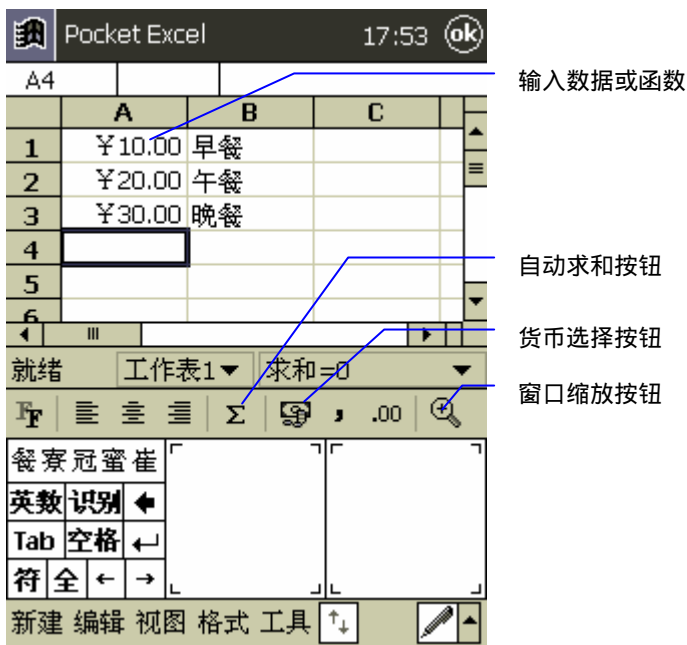 Pocket Excel 17:53 ok
A4
输入数据或函数
A B C
1 ¥10.00 早餐
2 ¥20.00 午餐
3 ¥30.00 晚餐
4
自动求和按钮
5
6
货币选择按钮
就绪 工作表1 求和=0
窗口缩放按钮
FF Σ , .00
餐寮冠蜜崔
英数 识别
Tab 空格
符 全 ← →
新建 编辑 视图 格式 工具